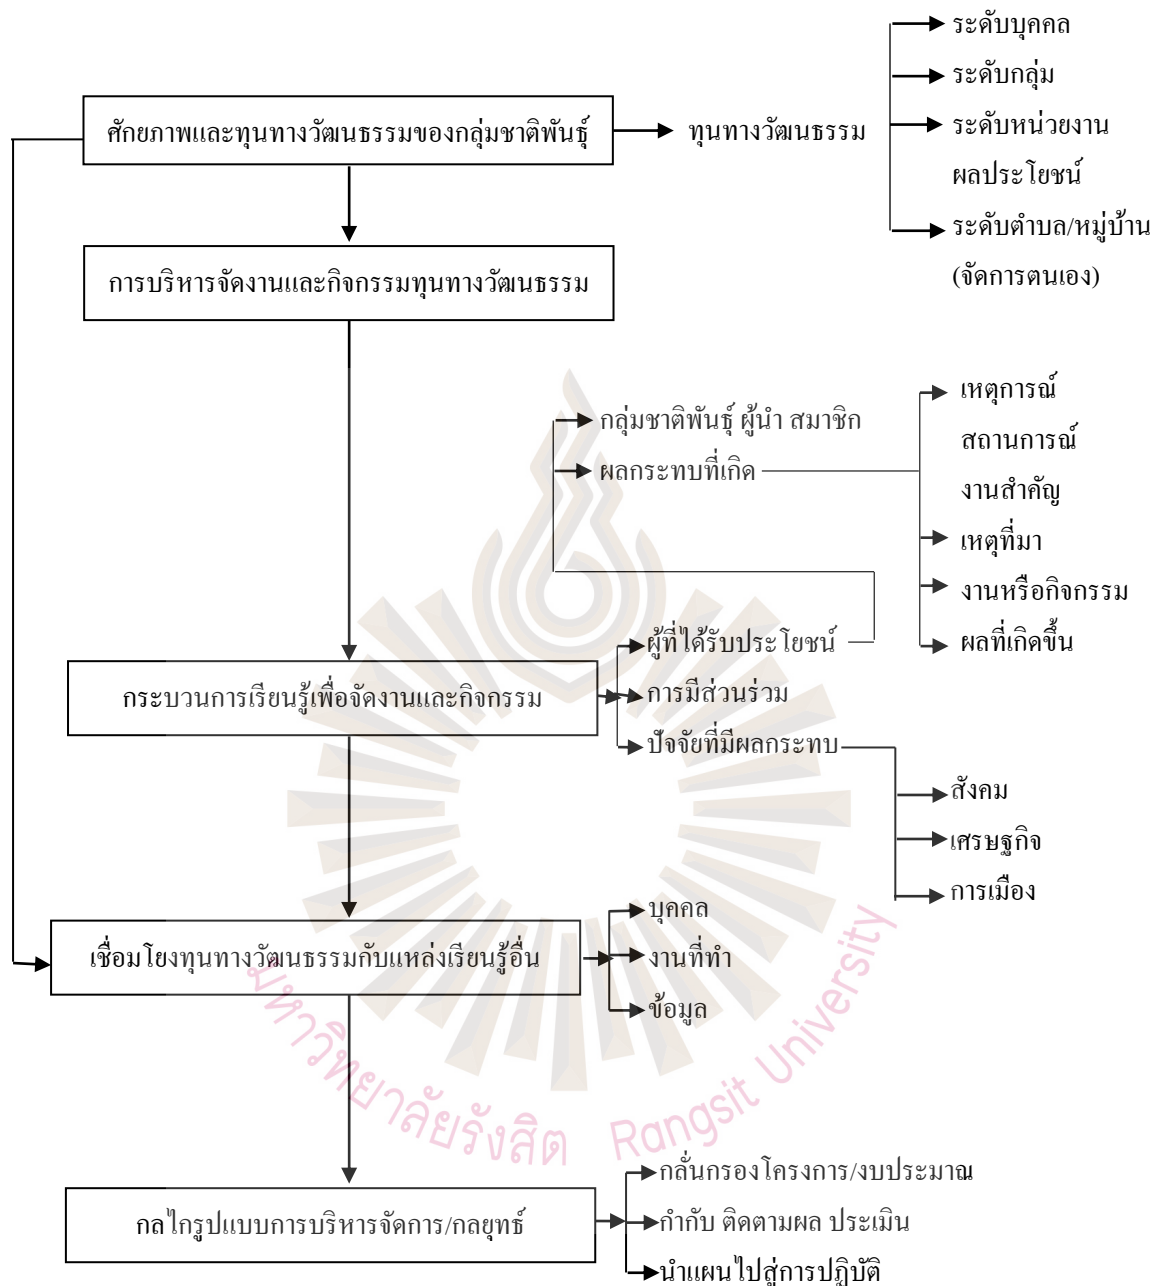 ระดับบุคคล
ระดับกลุ่ม
ศักยภาพและทุนทางวัฒนธรรมของกลุ่มชาติพันธุ์
ทุนทางวัฒนธรรม
ระดับหน่วยงาน
ผลประโยชน์
ระดับตำบล/หมู่บ้าน
(จัดการตนเอง)
การบริหารจัดงานและกิจกรรมทุนทางวัฒนธรรม
กลุ่มชาติพันธุ์ ผู้นำ สมาชิก
ผลกระทบที่เกิด
เหตุการณ์
สถานการณ์
งานสำคัญ
เหตุที่มา
งานหรือกิจกรรม
ผลที่เกิดขึ้น
กระบวนการเรียนรู้เพื่อจัดงานและกิจกรรม
ผู้ที่ได้รับประโยชน์
การมีส่วนร่วม
ปัจจัยที่มีผลกระทบ
สังคม
เศรษฐกิจ
การเมือง
เชื่อมโยงทุนทางวัฒนธรรมกับแหล่งเรียนรู้อื่น
บุคคล
งานที่ทำ
ข้อมูล
มหาวิทยาลัยรังสิต Rangsit University
กลไกรูปแบบการบริหารจัดการ/กลยุทธ์
กลั่นกรองโครงการ/งบประมาณ
กำกับ ติดตามผล ประเมิน
นำแผนไปสู่การปฏิบัติ